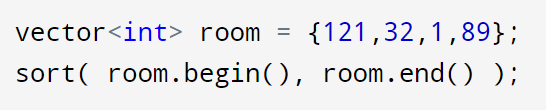 vector<int> room = {121,32,1,89};
sort( room.begin(), room.end() );